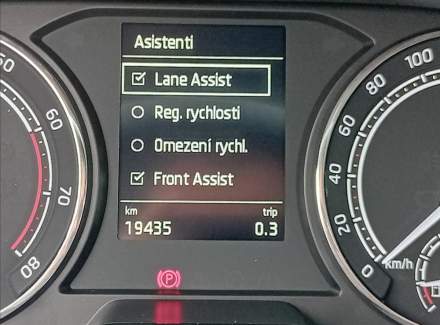 Asistenti
Lane Assist
Reg. rychlosti
Omezení rychl.
Front Assist
km trip
19435 0.3
50
60
70
80
P
0
20
40
60
80
100
km/h